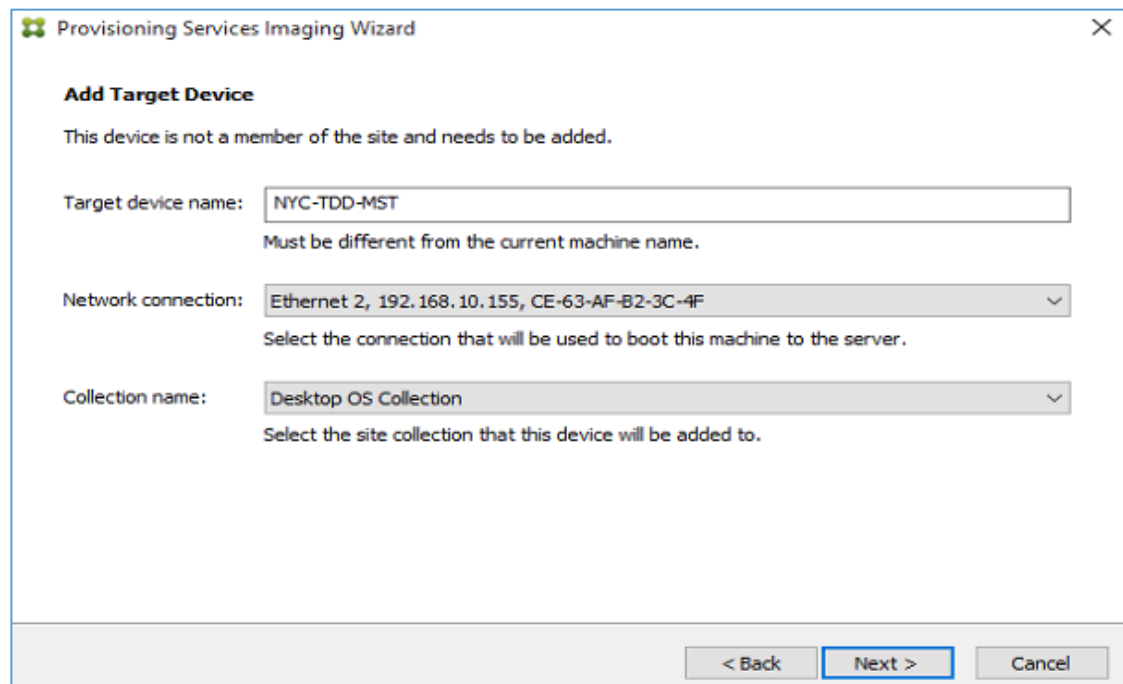 Provisioning Services Imaging Wizard
Add Target Device
This device is not a member of the site and needs to be added.
Target device name: NYC-TDD-MST
Must be different from the current machine name.
Network connection: Ethernet 2, 192.168.10.155, CE-63-AF-B2-3C-4F
Select the connection that will be used to boot this machine to the server.
Collection name: Desktop OS Collection
Select the site collection that this device will be added to.
< Back Next > Cancel